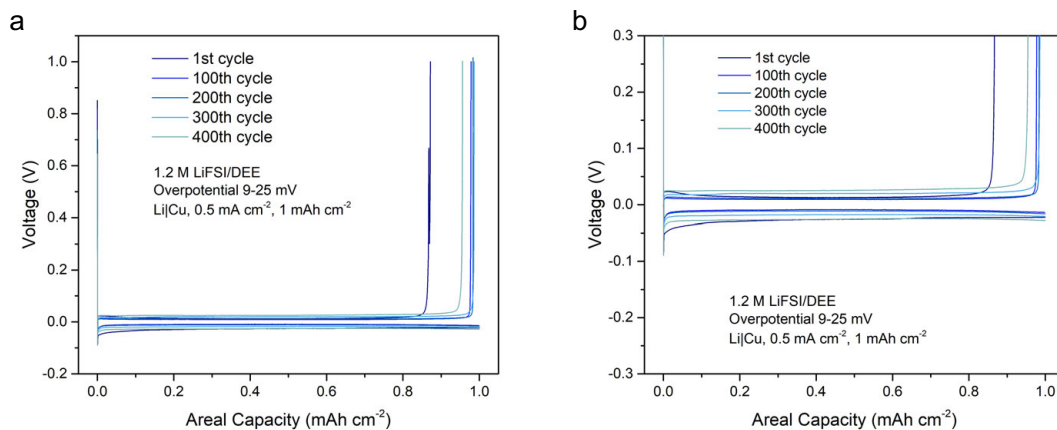 a
1.0
0.8
0.6
0.4
0.2
0.0
-0.2
Voltage (V)
1st cycle
100th cycle
200th cycle
300th cycle
400th cycle
1.2 M LiFSI/DEE
Overpotential 9-25 mV
Li|Cu, 0.5 mA cm⁻², 1 mAh cm⁻²
0.0 0.2 0.4 0.6 0.8 1.0
Areal Capacity (mAh cm⁻²)
b
0.3
0.2
0.1
0.0
-0.1
-0.2
-0.3
Voltage (V)
1st cycle
100th cycle
200th cycle
300th cycle
400th cycle
1.2 M LiFSI/DEE
Overpotential 9-25 mV
Li|Cu, 0.5 mA cm⁻², 1 mAh cm⁻²
0.0 0.2 0.4 0.6 0.8 1.0
Areal Capacity (mAh cm⁻²)